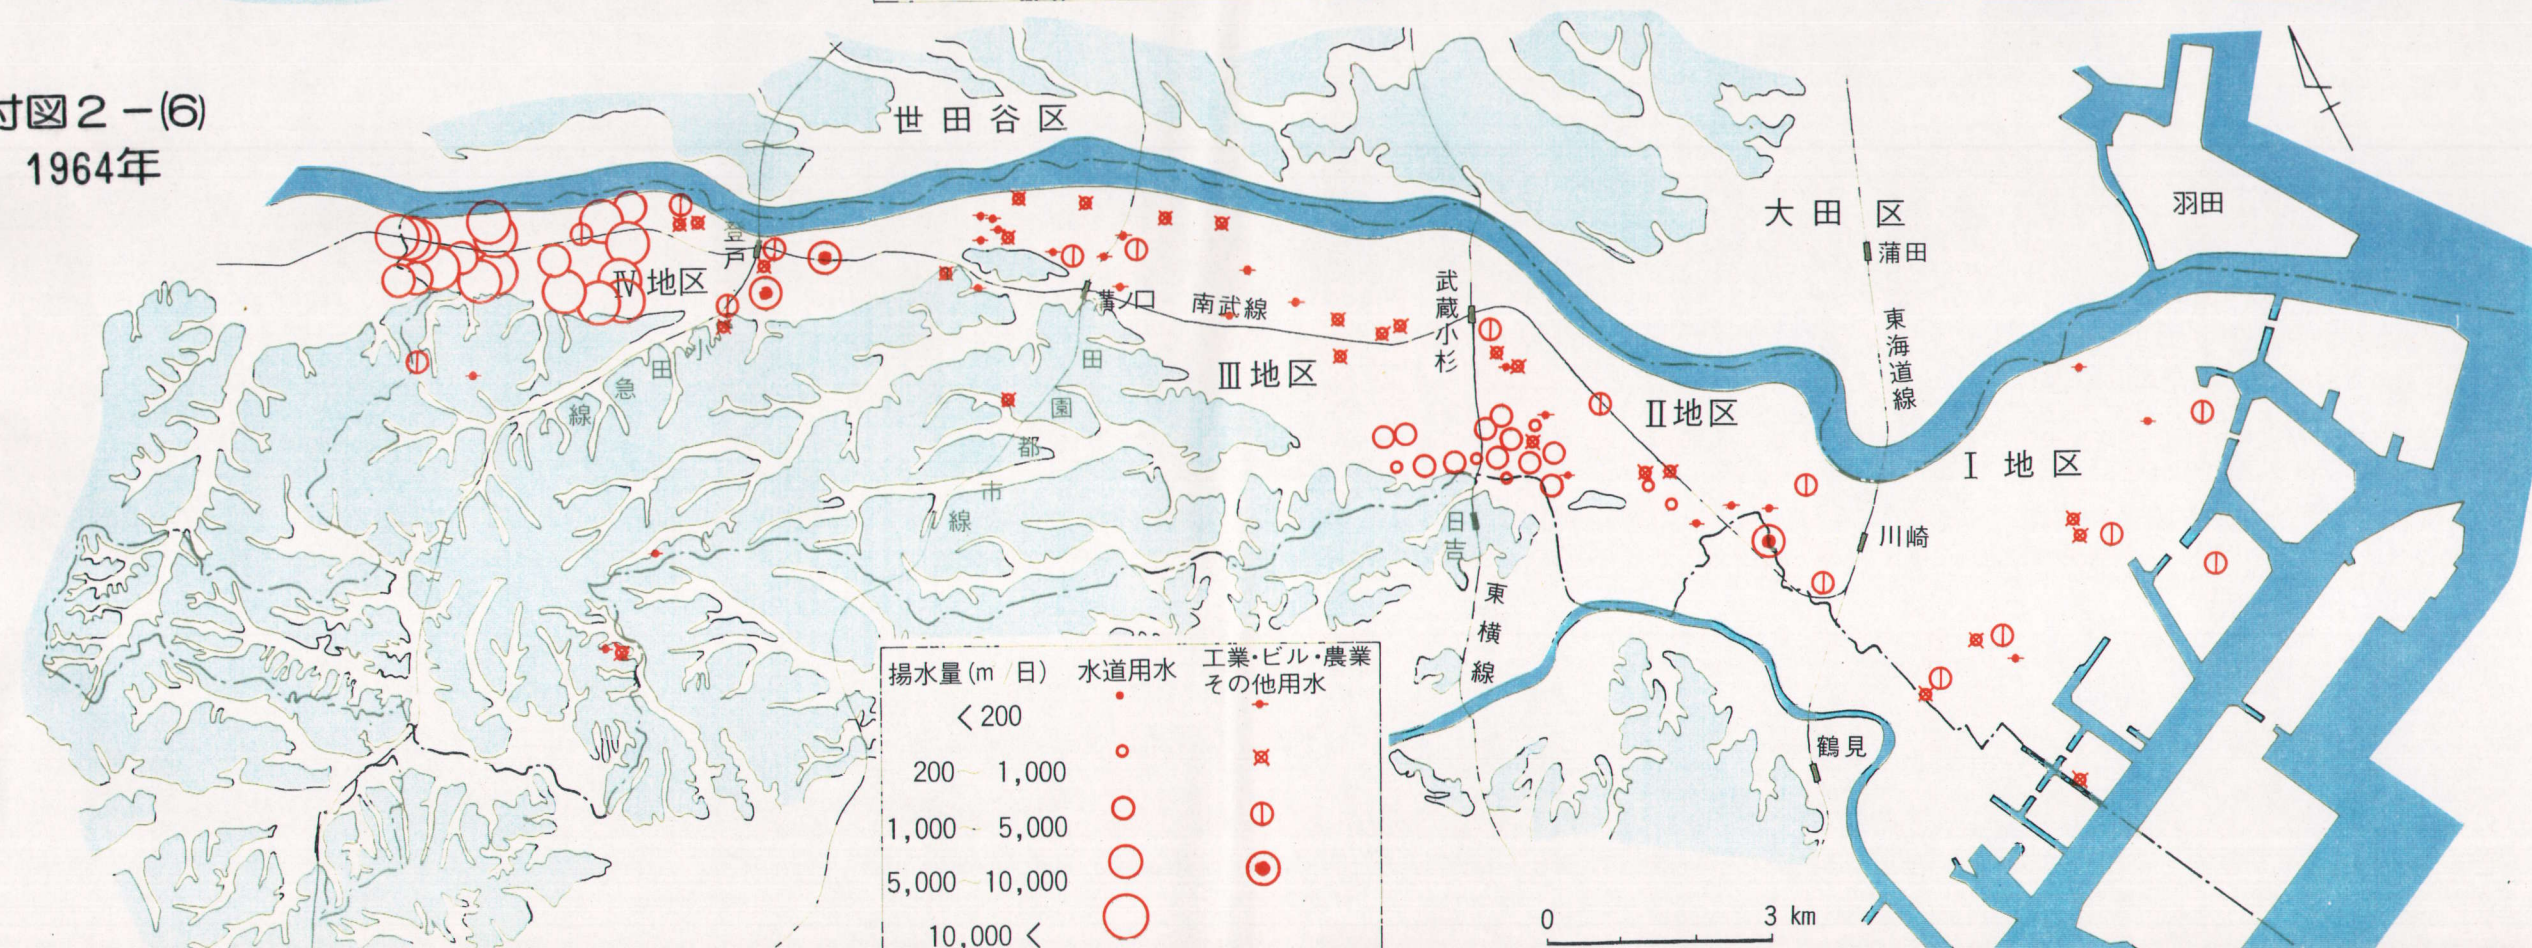 付図2-(6)
1964年
世田谷区
大田区
羽田
蒲田
東海道線
登戸
Ⅳ地区
溝ノ口
南武線
武蔵小杉
Ⅲ地区
Ⅱ地区
Ⅰ地区
小田急線
田園都市線
日吉
川崎
東横線
鶴見
揚水量(m /日) 水道用水 工業・ビル・農業
その他用水
<200
200 1,000
1,000 5,000
5,000 10,000
10,000 <
0 3 km